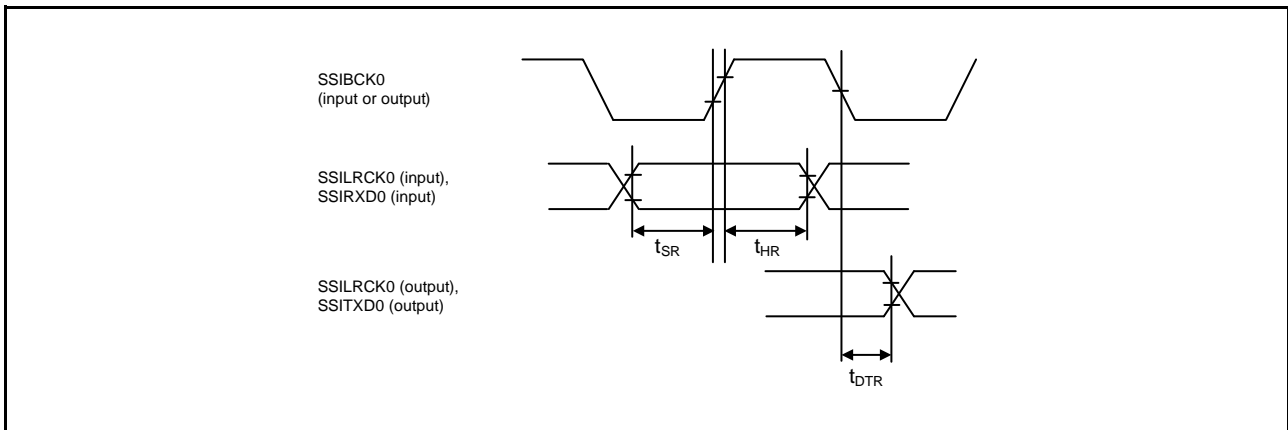 SSIBCK0
(input or output)
SSILRCK0 (input),
SSIRXD0 (input)
tSR
tHR
SSILRCK0 (output),
SSITXD0 (output)
tDTR